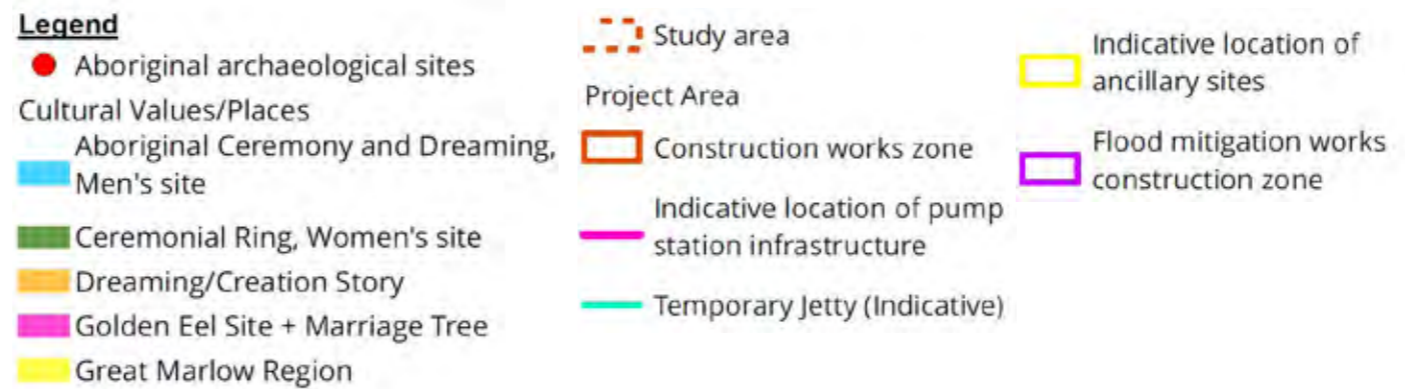 Legend
Aboriginal archaeological sites
Cultural Values/Places
Aboriginal Ceremony and Dreaming,
Men's site
Ceremonial Ring, Women's site
Dreaming/Creation Story
Golden Eel Site + Marriage Tree
Great Marlow Region
Study area
Project Area
Construction works zone
Indicative location of pump
station infrastructure
Temporary Jetty (Indicative)
Indicative location of
ancillary sites
Flood mitigation works
construction zone